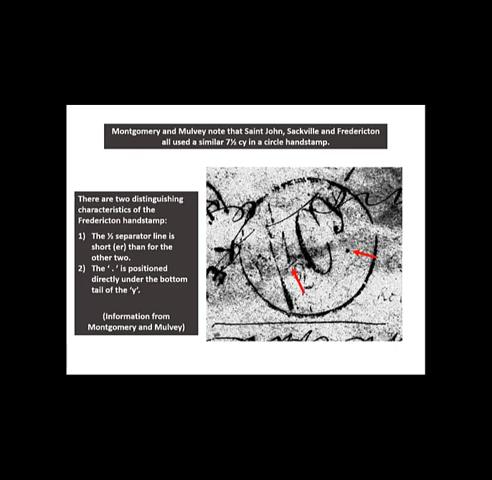 Montgomery and Mulvey note that Saint John, Sackville and Fredericton
all used a similar 7½ cy in a circle handstamp.
There are two distinguishing
characteristics of the
Fredericton handstamp:
1) The ½ separator line is
short (er) than for the
other two.
2) The ‘ . ’ is positioned
directly under the bottom
tail of the ‘y’.
(Information from
Montgomery and Mulvey)